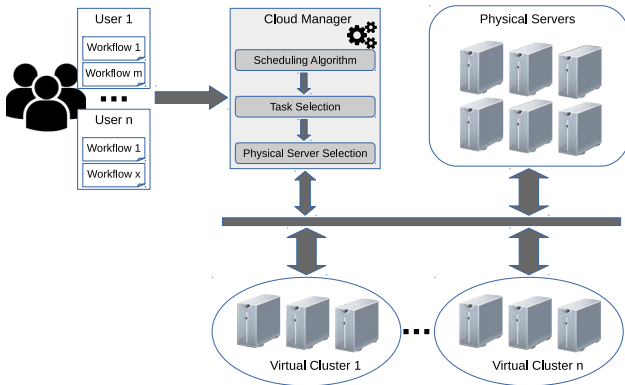 User 1
Workflow 1
Workflow m
...
User n
Workflow 1
Workflow x
Cloud Manager
Scheduling Algorithm
Task Selection
Physical Server Selection
Physical Servers
Virtual Cluster 1
...
Virtual Cluster n